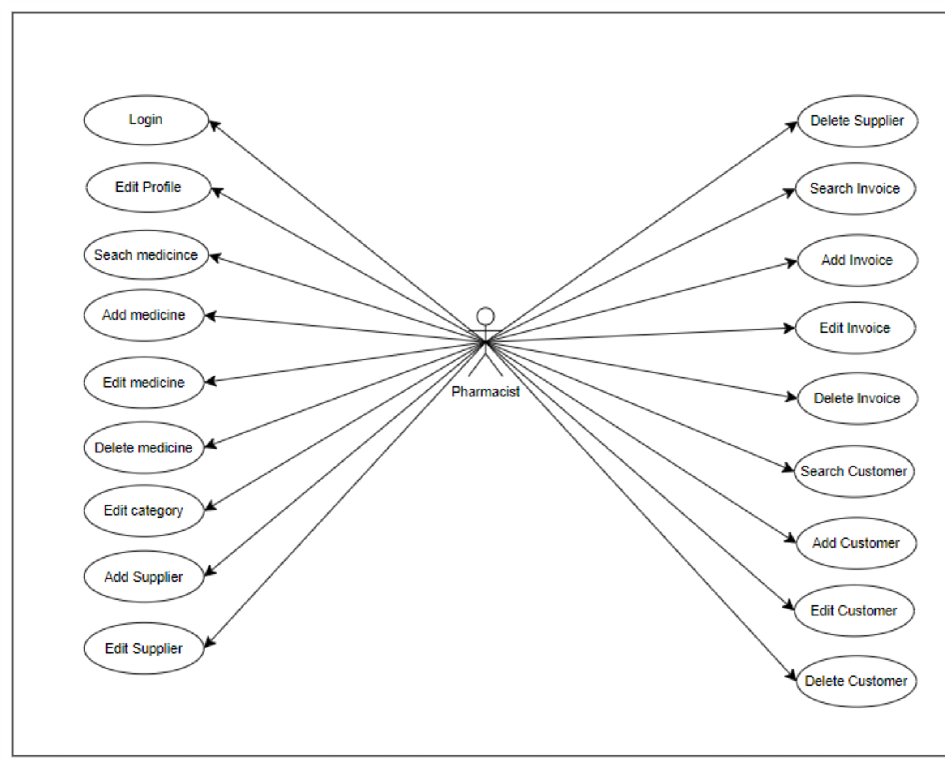 Login
Edit Profile
Seach medicince
Add medicine
Edit medicine
Delete medicine
Edit category
Add Supplier
Edit Supplier
Pharmacist
Delete Supplier
Search Invoice
Add Invoice
Edit Invoice
Delete Invoice
Search Customer
Add Customer
Edit Customer
Delete Customer